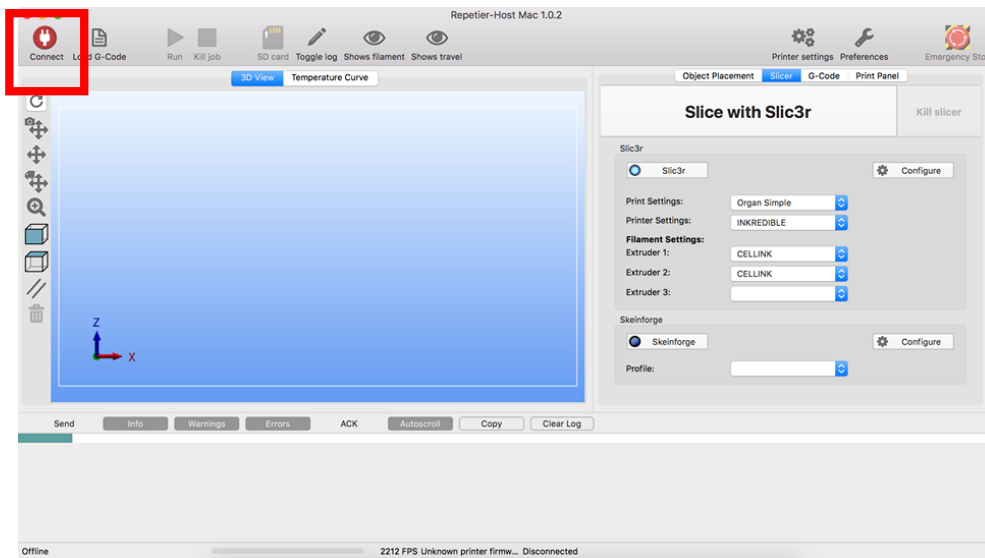 Repetier-Host Mac 1.0.2
Connect Load G-Code Run Kill job SD card Toggle log Shows filament Shows travel Printer settings Preferences Emergency Sto
3D View Temperature Curve
Object Placement Slicer G-Code Print Panel
Slice with Slic3r Kill slicer
Slic3r
Slic3r Configure
Print Settings: Organ Simple
Printer Settings: INKREDIBLE
Filament Settings:
Extruder 1: CELLINK
Extruder 2: CELLINK
Extruder 3:
Skeinforge
Skeinforge Configure
Profile:
Z
X
Send Info Warnings Errors ACK Autoscroll Copy Clear Log
Offline 2212 FPS Unknown printer firmw... Disconnected